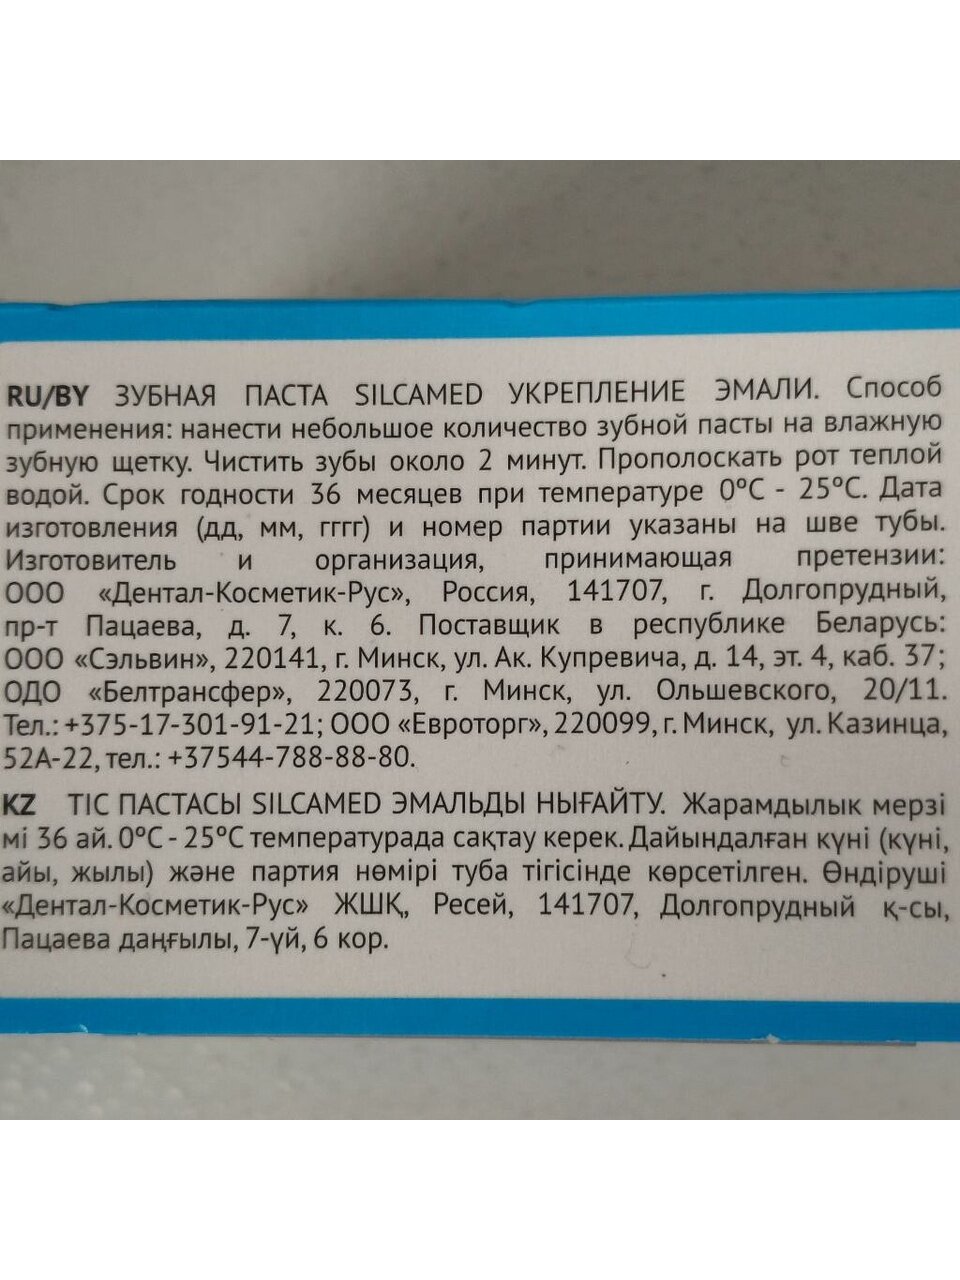 RU/BY ЗУБНАЯ ПАСТА SILCAMED УКРЕПЛЕНИЕ ЭМАЛИ. Способ
применения: нанести небольшое количество зубной пасты на влажную
зубную щетку. Чистить зубы около 2 минут. Прополоскать рот теплой
водой. Срок годности 36 месяцев при температуре 0°С - 25°С. Дата
изготовления (дд, мм, гггг) и номер партии указаны на шве тубы.
Изготовитель и организация, принимающая претензии:
ООО «Дентал-Косметик-Рус», Россия, 141707, г. Долгопрудный,
пр-т Пацаева, д. 7, к. 6. Поставщик в республике Беларусь:
ООО «Сэльвин», 220141, г. Минск, ул. Ак. Купревича, д. 14, эт. 4, каб. 37;
ОДО «Белтрансфер», 220073, г. Минск, ул. Ольшевского, 20/11.
Тел.: +375-17-301-91-21; ООО «Евроторг», 220099, г. Минск, ул. Казинца,
52А-22, тел.: +37544-788-88-80.
KZ ТІС ПАСТАСЫ SILCAMED ЭМАЛЬДЫ НЫҒАЙТУ. Жарамдылық мерзі
мі 36 ай. 0°С - 25°С температурада сақтау керек. Дайындалған күні (күні,
айы, жылы) және партия нөмірі туба тігісінде көрсетілген. Өндіруші
«Дентал-Косметик-Рус» ЖШҚ, Ресей, 141707, Долгопрудный қ-сы,
Пацаева даңғылы, 7-үй, 6 кор.